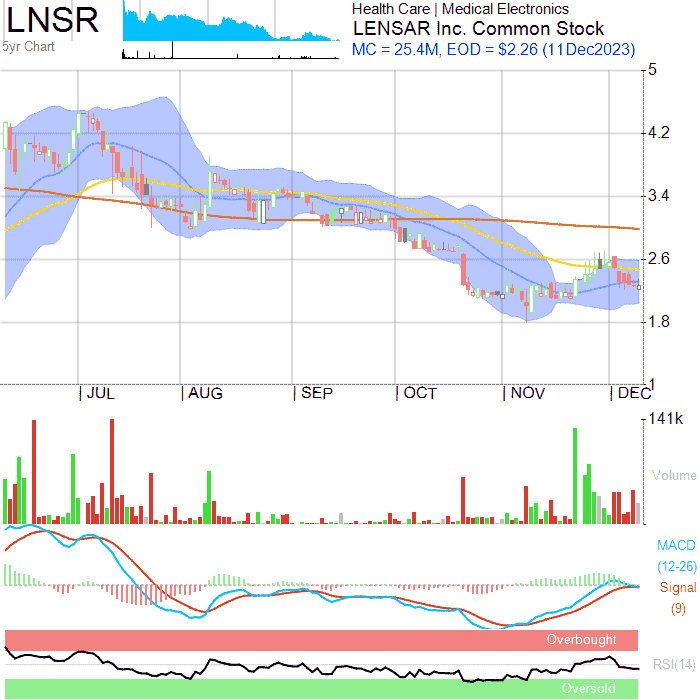 LNSR
5yr Chart
Health Care | Medical Electronics
LENSAR Inc. Common Stock
MC = 25.4M, EOD = $2.26 (11Dec2023)
5
4.2
3.4
2.6
1.8
1
JUL AUG SEP OCT NOV DEC
141k
Volume
MACD
(12-26)
Signal
(9)
Overbought
RSI(14)
Oversold